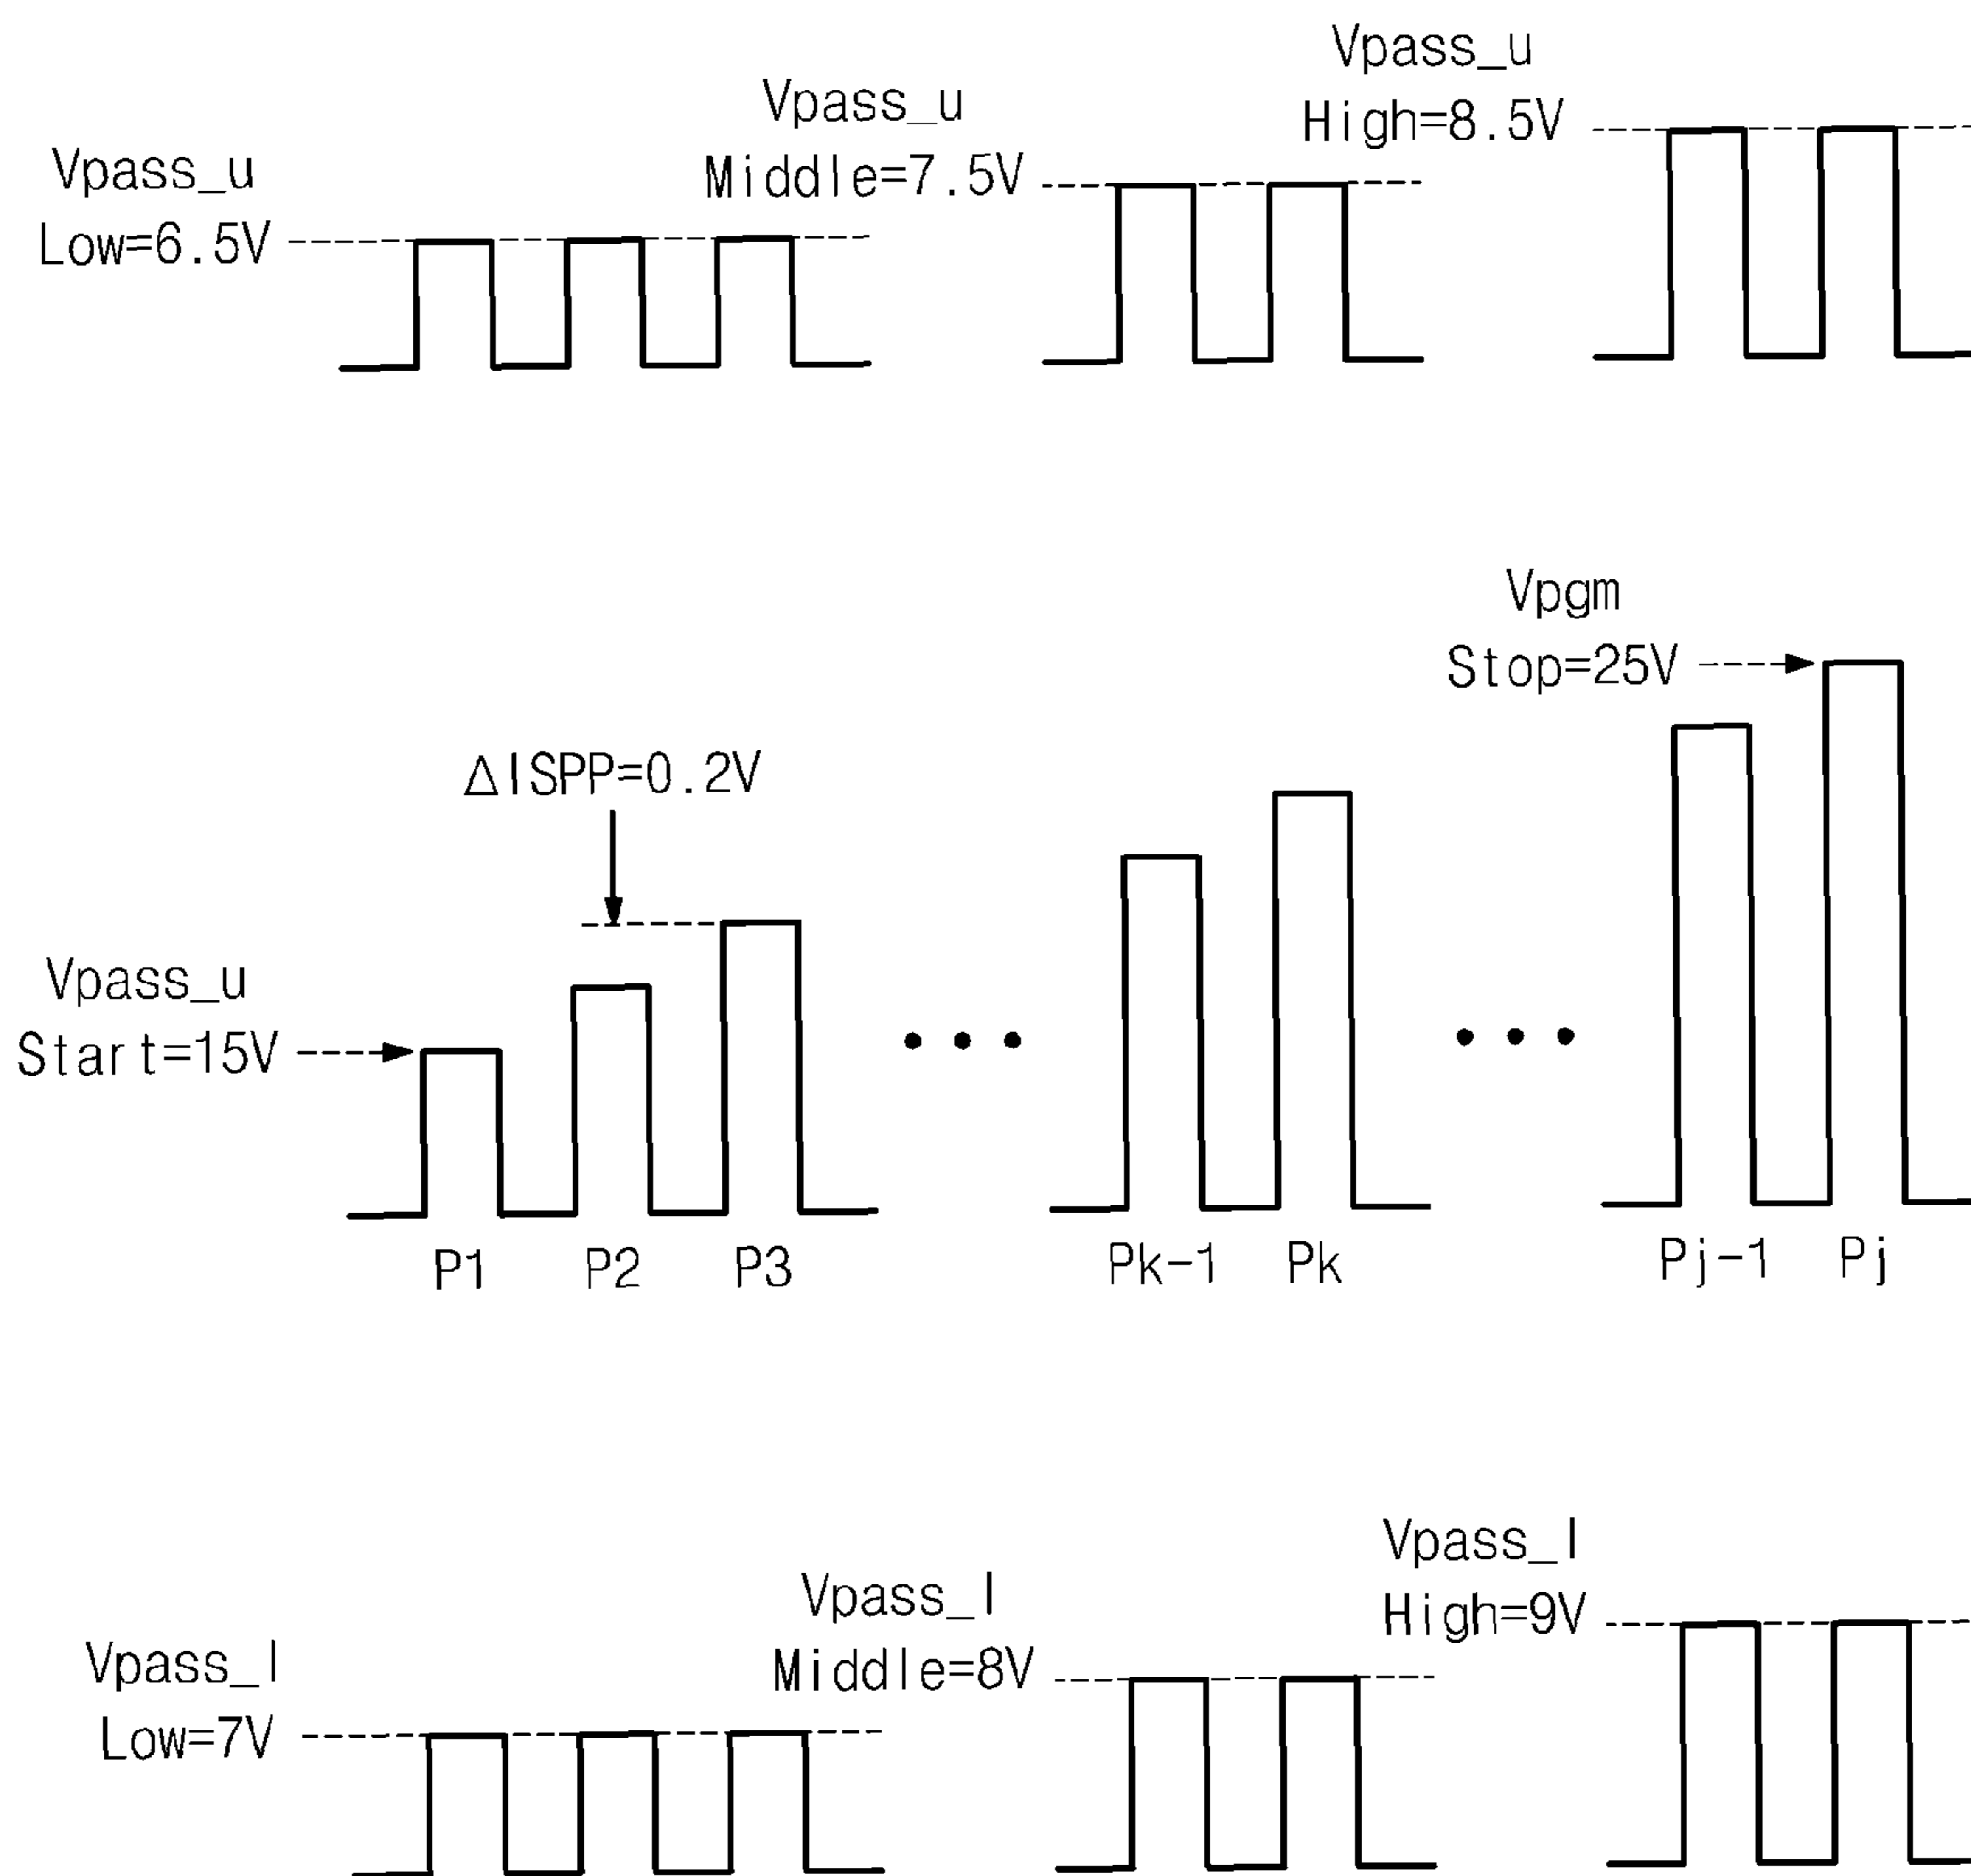 Vpass_u
High=8.5V
Vpass_u
Middle=7.5V
Vpass_u
Low=6.5V
Vpgm
Stop=25V
ΔISPP=0.2V
Vpass_u
Start=15V
P1 P2 P3 Pk-1 Pk Pj-1 Pj
Vpass_l
High=9V
Vpass_l
Middle=8V
Vpass_l
Low=7V